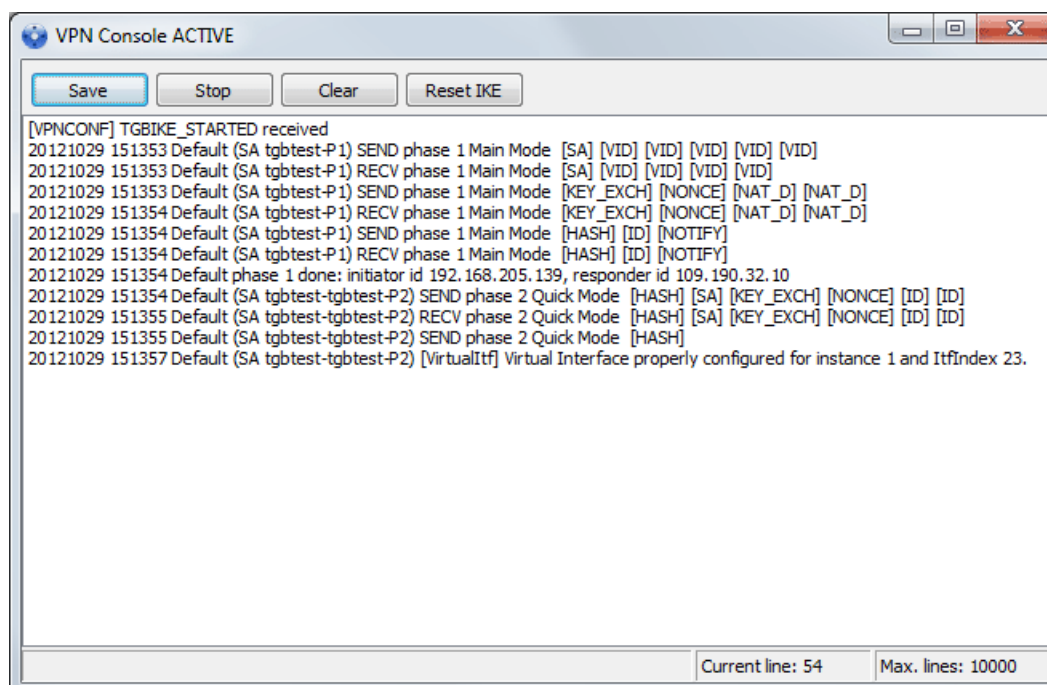 VPN Console ACTIVE
Save Stop Clear Reset IKE
[VPNCONF] TGBIKE_STARTED received
20121029 151353 Default (SA tgbtest-P1) SEND phase 1 Main Mode [SA] [VID] [VID] [VID] [VID] [VID]
20121029 151353 Default (SA tgbtest-P1) RECV phase 1 Main Mode [SA] [VID] [VID] [VID] [VID]
20121029 151353 Default (SA tgbtest-P1) SEND phase 1 Main Mode [KEY_EXCH] [NONCE] [NAT_D] [NAT_D]
20121029 151354 Default (SA tgbtest-P1) RECV phase 1 Main Mode [KEY_EXCH] [NONCE] [NAT_D] [NAT_D]
20121029 151354 Default (SA tgbtest-P1) SEND phase 1 Main Mode [HASH] [ID] [NOTIFY]
20121029 151354 Default (SA tgbtest-P1) RECV phase 1 Main Mode [HASH] [ID] [NOTIFY]
20121029 151354 Default phase 1 done: initiator id 192.168.205.139, responder id 109.190.32.10
20121029 151354 Default (SA tgbtest-tgbtest-P2) SEND phase 2 Quick Mode [HASH] [SA] [KEY_EXCH] [NONCE] [ID] [ID]
20121029 151355 Default (SA tgbtest-tgbtest-P2) RECV phase 2 Quick Mode [HASH] [SA] [KEY_EXCH] [NONCE] [ID] [ID]
20121029 151355 Default (SA tgbtest-tgbtest-P2) SEND phase 2 Quick Mode [HASH]
20121029 151357 Default (SA tgbtest-tgbtest-P2) [VirtualItf] Virtual Interface properly configured for instance 1 and ItfIndex 23.
Current line: 54 Max. lines: 10000